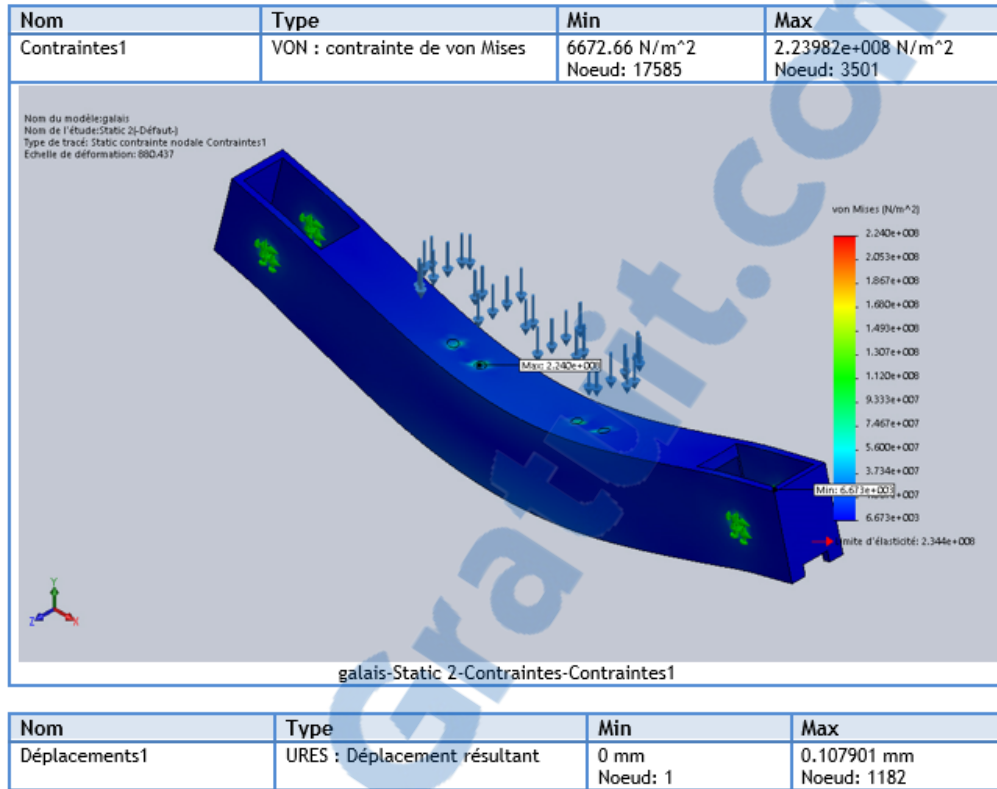 Nom Type Min Max
Contraintes1 VON : contrainte de von Mises 6672.66 N/m^2 2.23982e+008 N/m^2
Noeud: 17585 Noeud: 3501
Nom du modèle:galais
Nom de l'étude:Static 2(-Défaut-)
Type de tracé: Static contrainte nodale Contraintes1
Echelle de déformation: 880.437
von Mises (N/m^2)
2.240e+008
2.053e+008
1.867e+008
1.680e+008
1.493e+008
1.307e+008
1.120e+008
9.333e+007
7.467e+007
5.600e+007
3.734e+007
6.673e+003
Max: 2.240e+008
Min: 6.673e+003
d'élasticité: 2.344e+008
Y
Z X
galais-Static 2-Contraintes-Contraintes1
Nom Type Min Max
Déplacements1 URES : Déplacement résultant 0 mm 0.107901 mm
Noeud: 1 Noeud: 1182
Gratuit.com